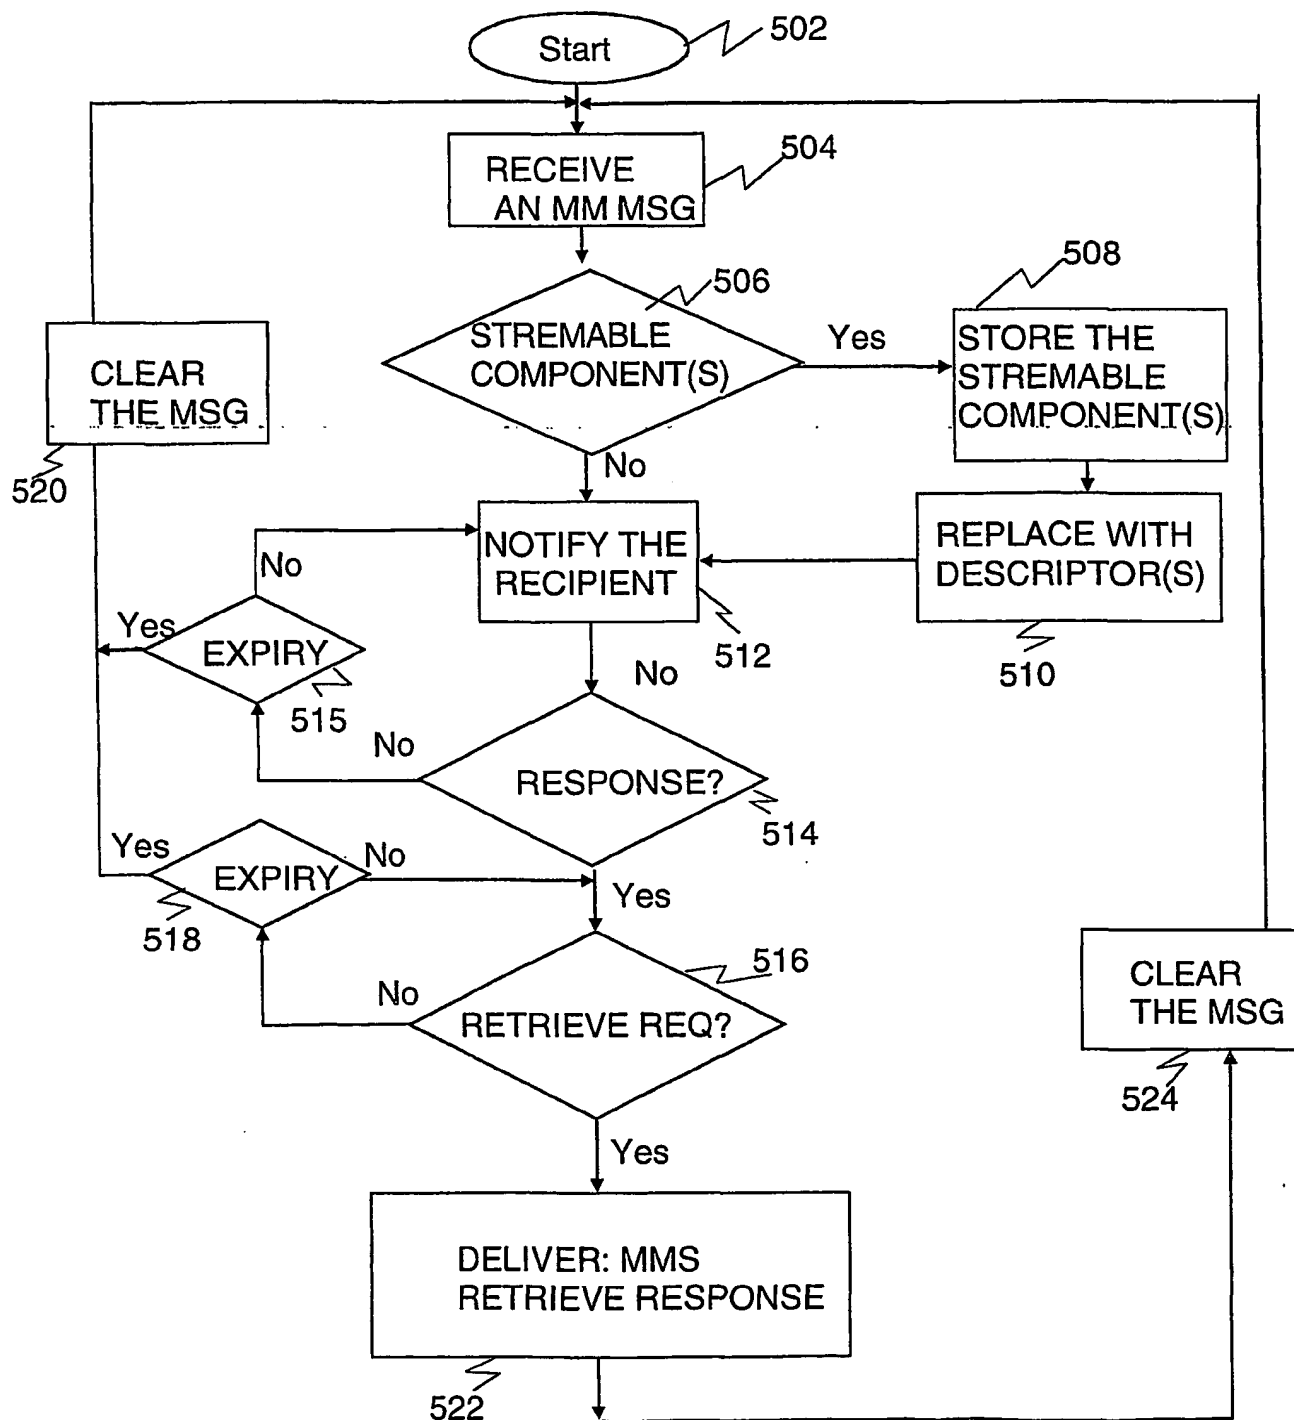 Start
502
RECEIVE
AN MM MSG
504
506
STREMABLE
COMPONENT(S)
Yes
508
STORE THE
STREMABLE
COMPONENT(S)
CLEAR
THE MSG
520
No
NOTIFY THE
RECIPIENT
512
REPLACE WITH
DESCRIPTOR(S)
510
No
Yes
EXPIRY
515
No
No
RESPONSE?
514
Yes
EXPIRY
No
518
Yes
516
No
RETRIEVE REQ?
CLEAR
THE MSG
524
Yes
DELIVER: MMS
RETRIEVE RESPONSE
522